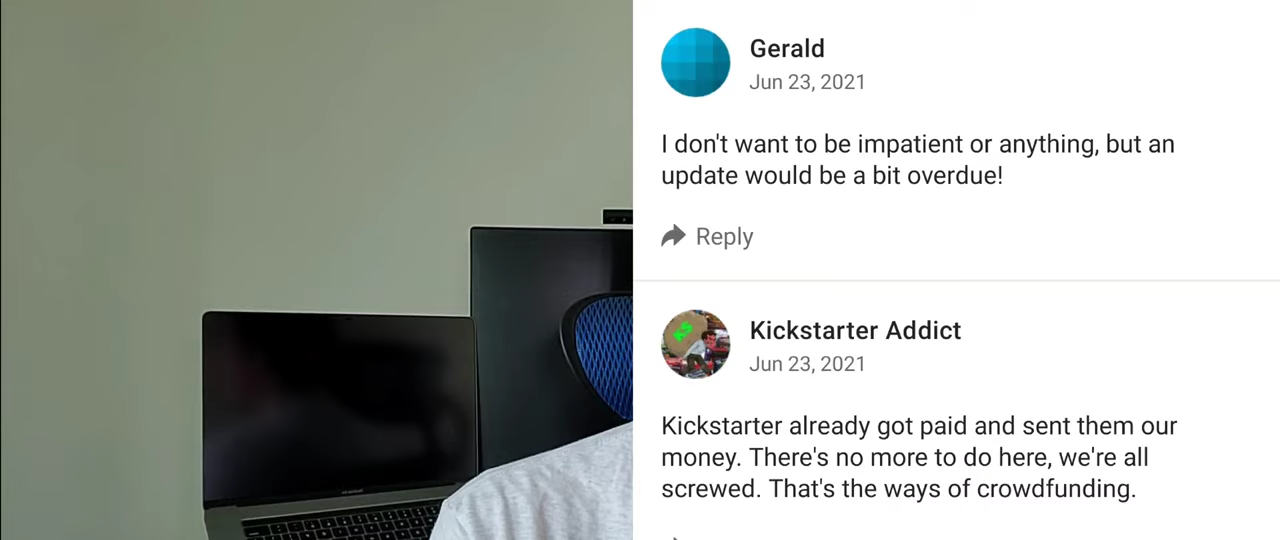 Gerald
Jun 23, 2021
I don't want to be impatient or anything, but an
update would be a bit overdue!
Reply
Kickstarter Addict
Jun 23, 2021
KS
Kickstarter already got paid and sent them our
money. There's no more to do here, we're all
screwed. That's the ways of crowdfunding.